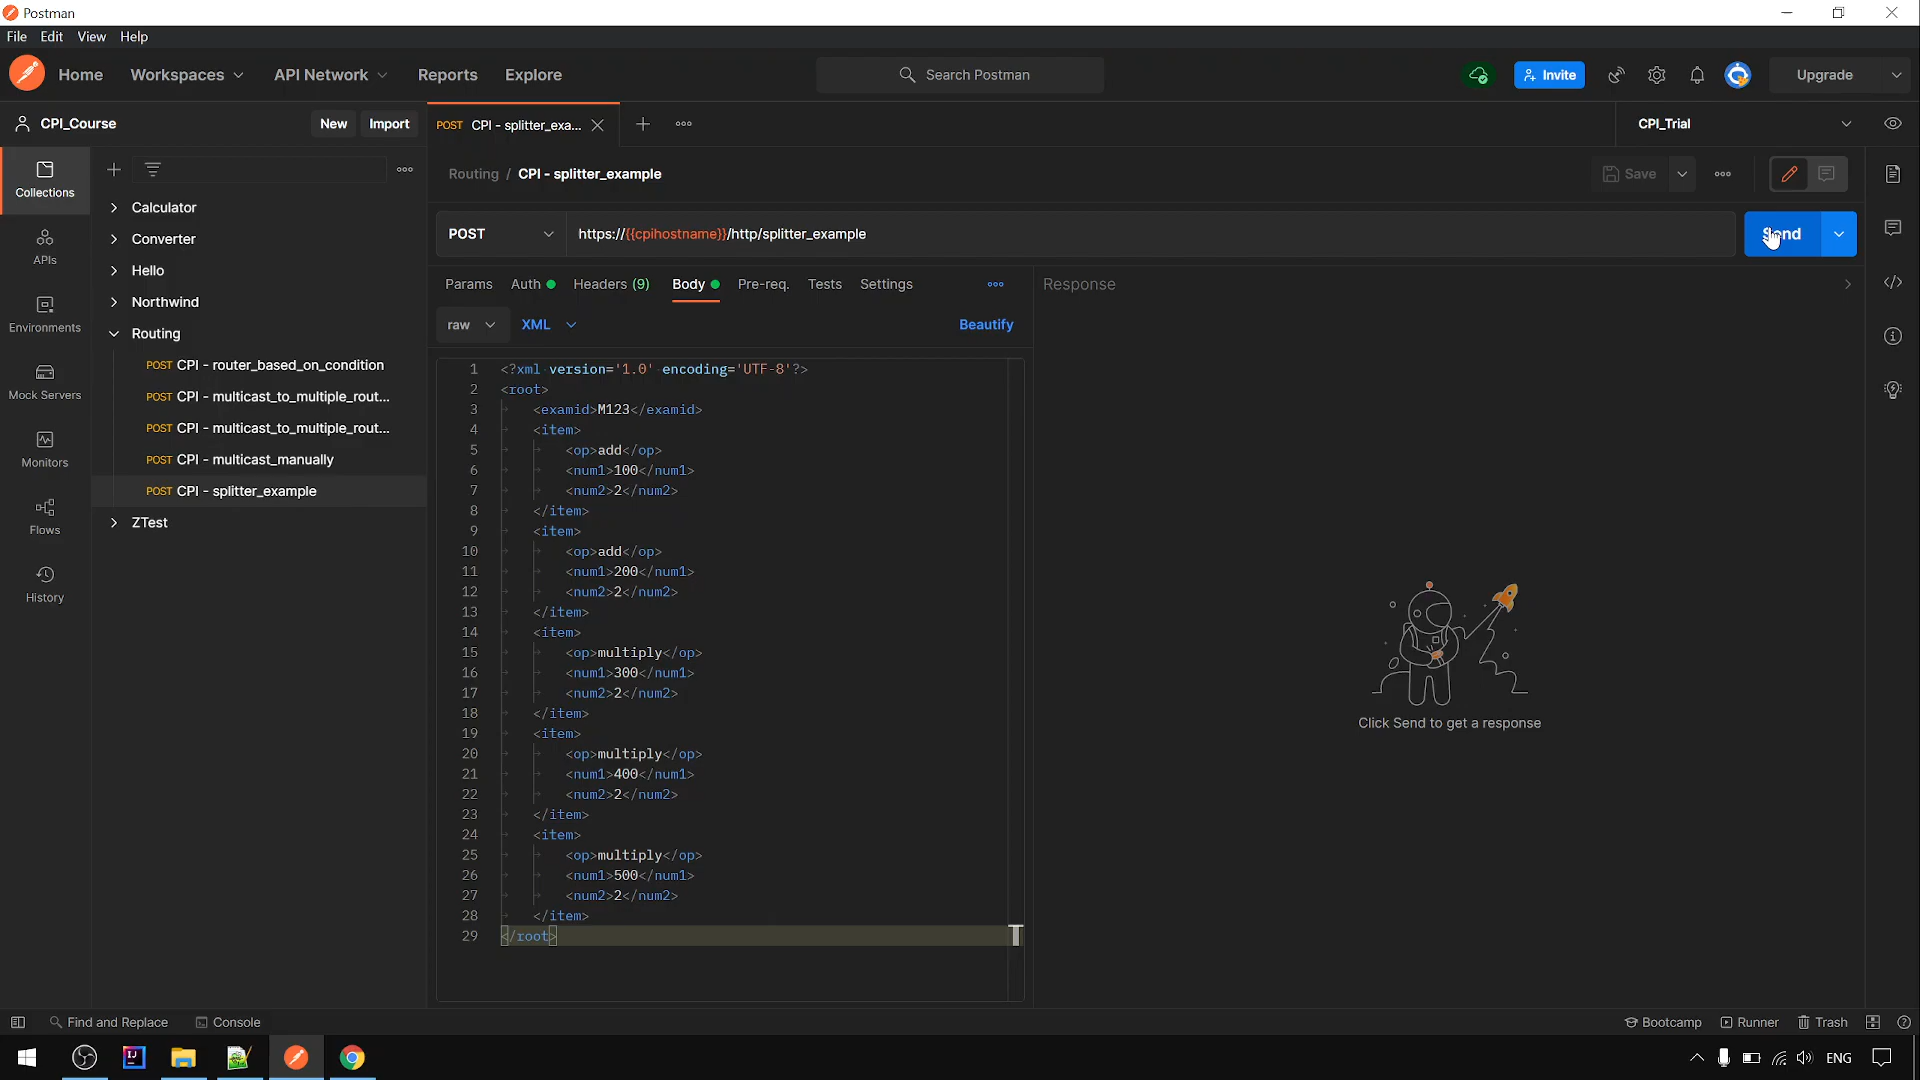 Postman
File Edit View Help
Home Workspaces API Network Reports Explore Search Postman Invite Upgrade
CPI_Course New Import POST CPI - splitter_exa... CPI_Trial
Routing / CPI - splitter_example Save
POST https://{{cpihostname}}/http/splitter_example
Params Auth Headers (9) Body Pre-req. Tests Settings Response
raw XML Beautify
Collections
APIs
Environments
Mock Servers
Monitors
Flows
History
Calculator
Converter
Hello
Northwind
Routing
POST CPI - router_based_on_condition
POST CPI - multicast_to_multiple_rout...
POST CPI - multicast_to_multiple_rout...
POST CPI - multicast_manually
POST CPI - splitter_example
ZTest
1 <?xml version='1.0' encoding='UTF-8'?>
2 <root>
3 <examid>M123</examid>
4 <item>
5 <op>add</op>
6 <num1>100</num1>
7 <num2>2</num2>
8 </item>
9 <item>
10 <op>add</op>
11 <num1>200</num1>
12 <num2>2</num2>
13 </item>
14 <item>
15 <op>multiply</op>
16 <num1>300</num1>
17 <num2>2</num2>
18 </item>
19 <item>
20 <op>multiply</op>
21 <num1>400</num1>
22 <num2>2</num2>
23 </item>
24 <item>
25 <op>multiply</op>
26 <num1>500</num1>
27 <num2>2</num2>
28 </item>
29 </root>
Click Send to get a response
Find and Replace Console Bootcamp Runner Trash
ENG